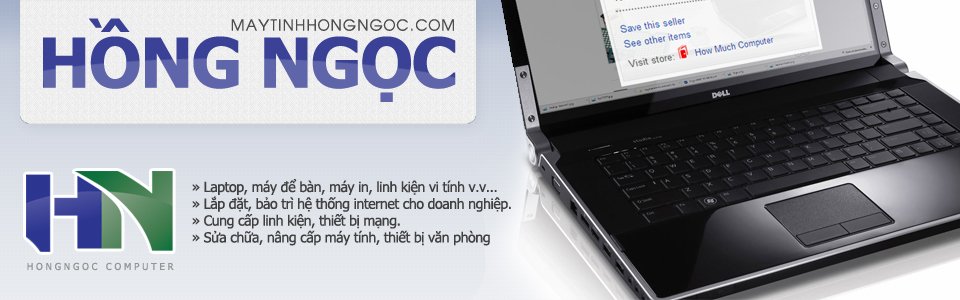 MAYTINHHONGNGOC.COM
HỒNG NGỌC
HN
HONGNGOC COMPUTER
» Laptop, máy để bàn, máy in, linh kiện vi tính v.v...
» Lắp đặt, bảo trì hệ thống internet cho doanh nghiệp.
» Cung cấp linh kiện, thiết bị mạng.
» Sửa chữa, nâng cấp máy tính, thiết bị văn phòng
Save this seller
See other items
Visit store: How Much Computer
DELL